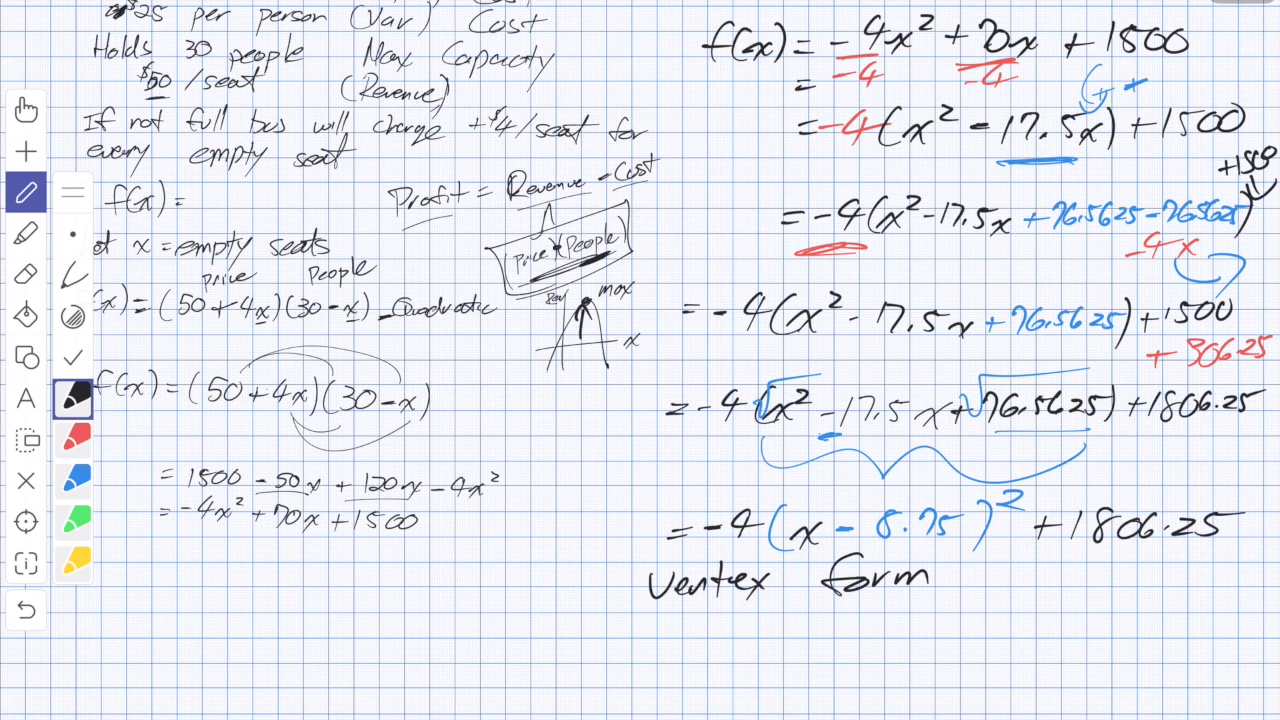 $25 per person (Var) Cost
Holds 30 people Max Capacity
$50 /seat (Revenue)
If not full bus will charge +$4/seat for
every empty seat
f(x) =
Profit = Revenue - Cost
Price x People
x = empty seats
price people
(x) = (50 + 4x)(30 - x) - Quadratic
Rev max
x
f(x) = (50 + 4x)(30 - x)
= 1500 - 50x + 120x - 4x²
= -4x² + 70x + 1500
f(x) = -4x² + 70x + 1500
= -4 -4
= -4(x² - 17.5x) + 1500
+1500
= -4(x² - 17.5x + 76.5625 - 76.5625)
-4 x
= -4(x² - 17.5x + 76.5625) + 1500
+ 306.25
= -4(√x² - 17.5x + √76.5625) + 1806.25
= -4(x - 8.75)² + 1806.25
Vertex form
A